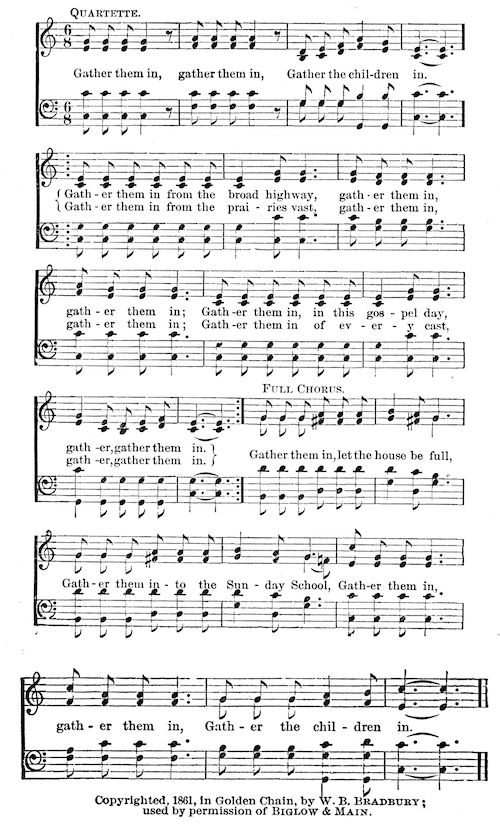 QUARTETTE.
Gather them in, gather them in, Gather the chil-dren in.
Gath-er them in from the broad highway, gath-er them in,
Gath-er them in from the prai-ries vast, gath-er them in,
gath-er them in; Gath-er them in, in this gos-pel day,
gath-er them in; Gath-er them in of ev-er-y cast,
FULL CHORUS.
gath-er,gather them in.
gath-er,gather them in.
Gather them in, let the house be full,
Gath-er them in-to the Sun-day School, Gath-er them in,
gath-er them in, Gath-er the chil-dren in.
Copyrighted, 1861, in Golden Chain, by W. B. BRADBURY;
used by permission of BIGLOW & MAIN.